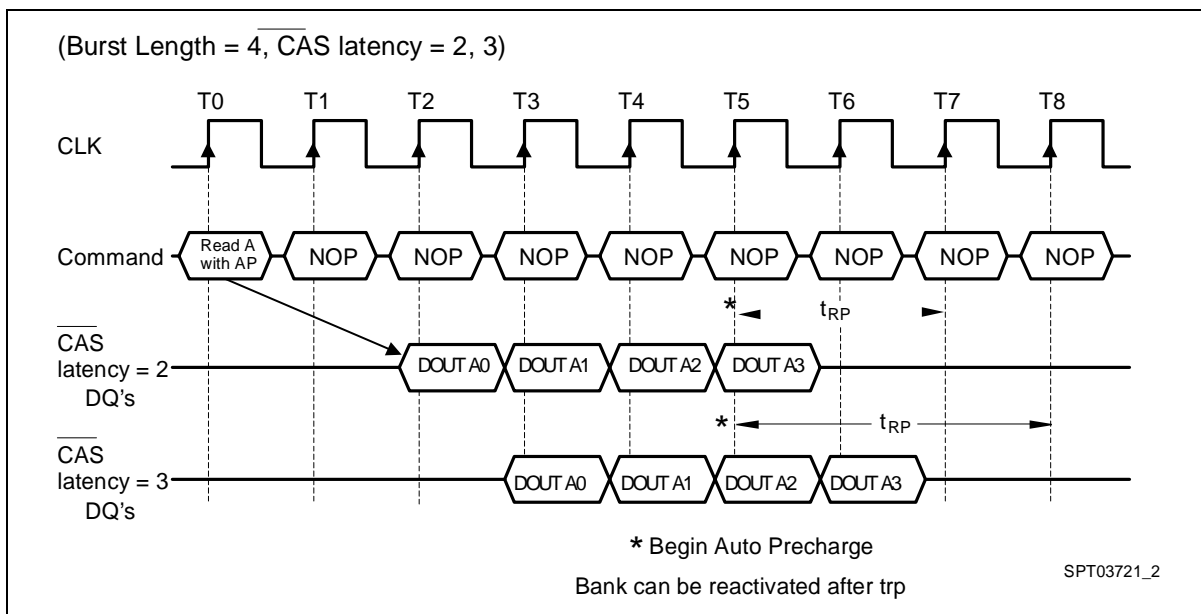 (Burst Length = 4, CAS latency = 2, 3)
T0 T1 T2 T3 T4 T5 T6 T7 T8
CLK
Command Read A with AP NOP NOP NOP NOP NOP NOP NOP NOP
* tRP
CAS
latency = 2 DOUT A0 DOUT A1 DOUT A2 DOUT A3
DQ's
* tRP
CAS
latency = 3 DOUT A0 DOUT A1 DOUT A2 DOUT A3
DQ's
* Begin Auto Precharge
Bank can be reactivated after trp
SPT03721_2